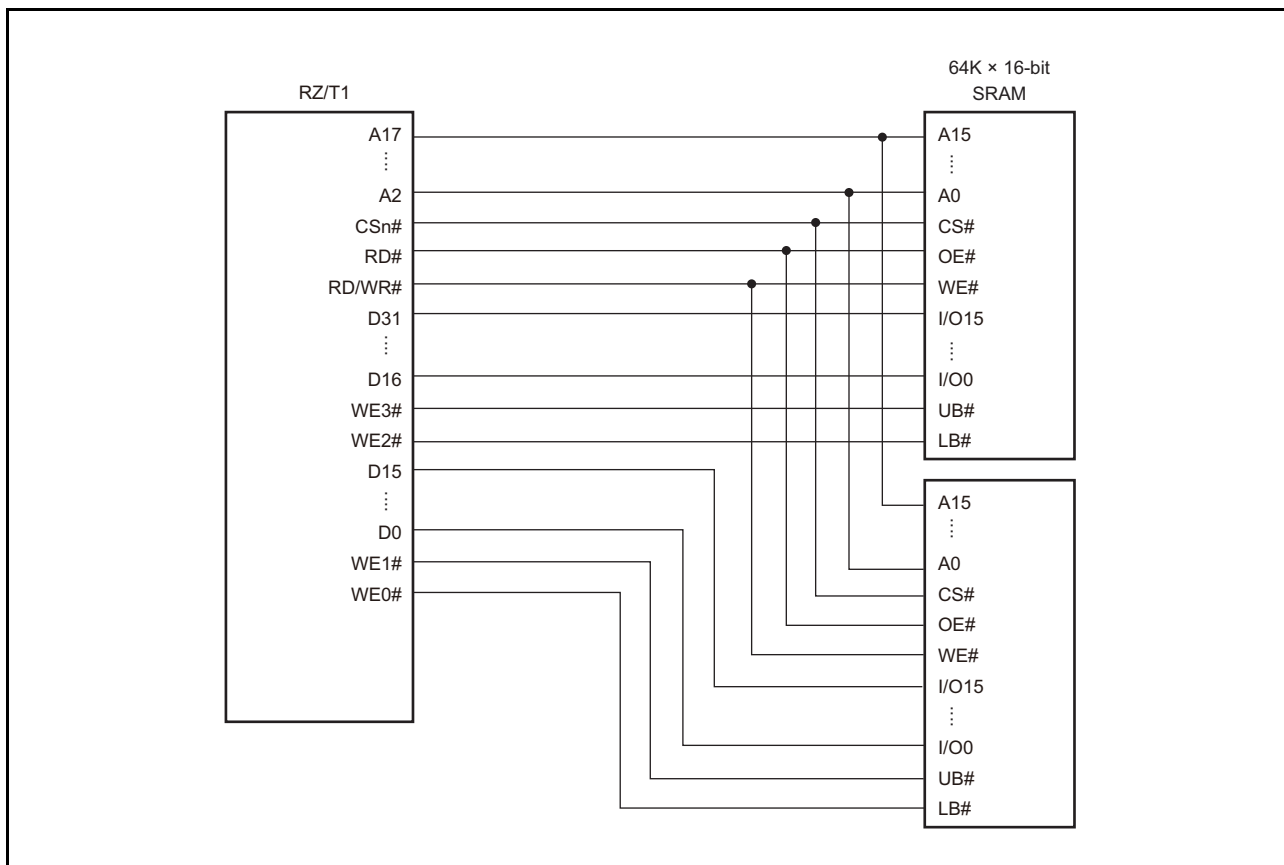 64K × 16-bit
SRAM
RZ/T1
A17
A2
CSn#
RD#
RD/WR#
D31
D16
WE3#
WE2#
D15
D0
WE1#
WE0#
A15
A0
CS#
OE#
WE#
I/O15
I/O0
UB#
LB#
A15
A0
CS#
OE#
WE#
I/O15
I/O0
UB#
LB#